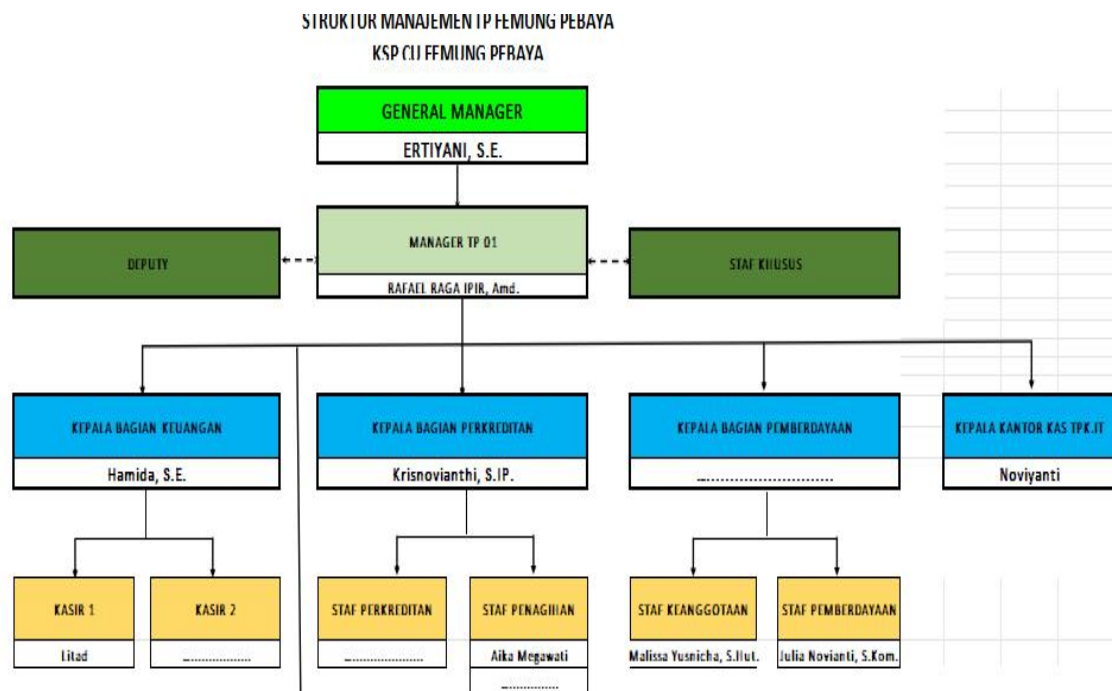 STRUKTUR MANAJEMEN TP FEMUNG PEBAYA
KSP CU FEMUNG PEBAYA
GENERAL MANAGER
ERTIYANI, S.E.
DEPUTY
MANAGER TP 01
STAF KHUSUS
RAFAEL RAGA IPIR, Amd.
KEPALA BAGIAN KEUANGAN
KEPALA BAGIAN PERKREDITAN
KEPALA BAGIAN PEMBERDAYAAN
KEPALA KANTOR KAS TPK.JT
Hamida, S.E.
Krisnovianthi, S.IP.
..............................
Noviyanti
KASIR 1
KASIR 2
STAF PERKREDITAN
STAF PENAGIHAN
STAF KEANGGOTAAN
STAF PEMBERDAYAAN
Litad
......................
......................
Aika Megawati
Malissa Yusnicha, S.Hut.
Julia Novianti, S.Kom.
................